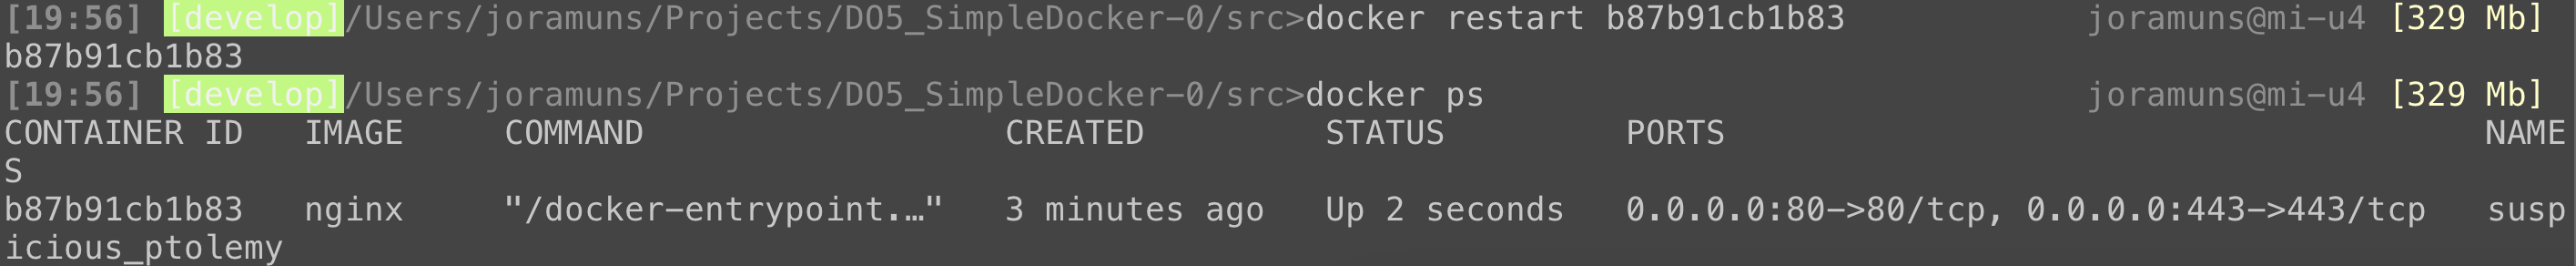 [19:56] [develop]/Users/joramuns/Projects/DO5_SimpleDocker-0/src>docker restart b87b91cb1b83 joramuns@mi-u4 [329 Mb]
b87b91cb1b83
[19:56] [develop]/Users/joramuns/Projects/DO5_SimpleDocker-0/src>docker ps joramuns@mi-u4 [329 Mb]
CONTAINER ID IMAGE COMMAND CREATED STATUS PORTS NAME
S
b87b91cb1b83 nginx "/docker-entrypoint.…" 3 minutes ago Up 2 seconds 0.0.0.0:80->80/tcp, 0.0.0.0:443->443/tcp susp
icious_ptolemy